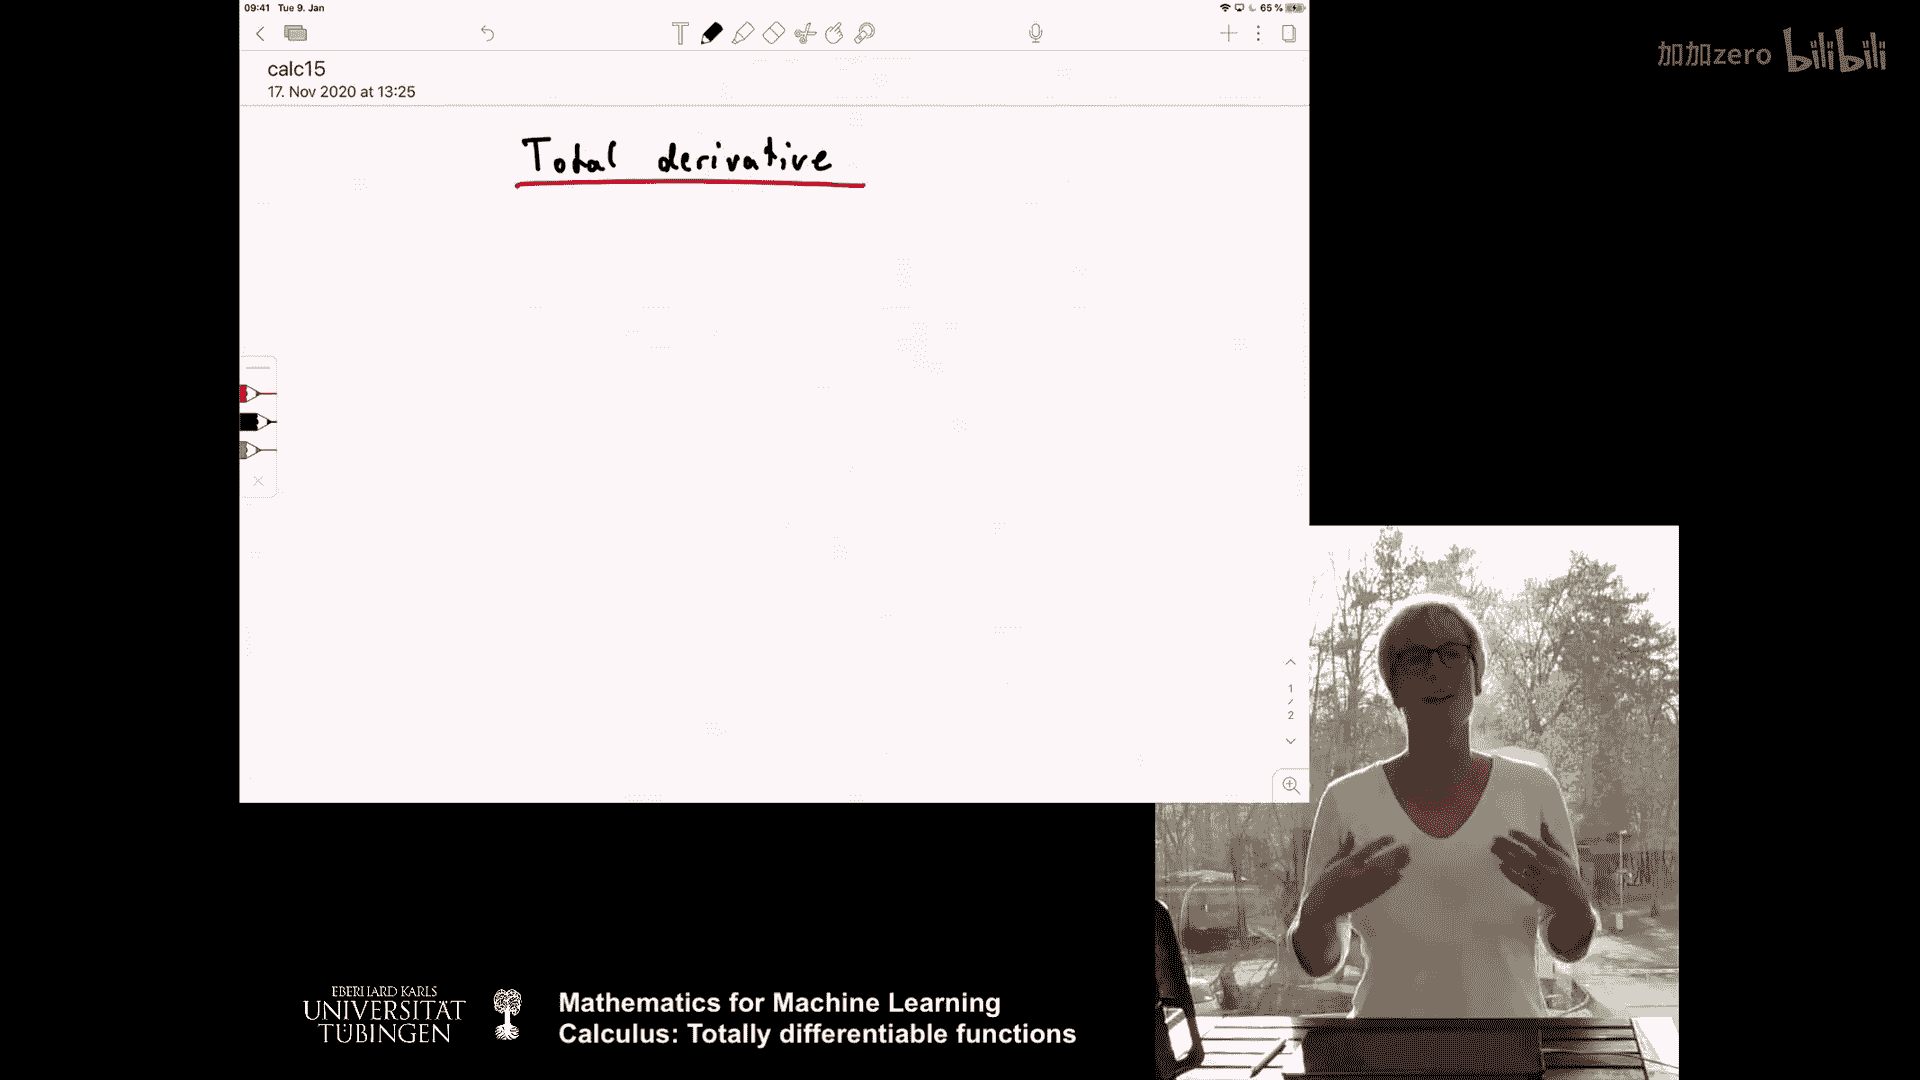 09:41 Tue 9. Jan
65 %
加加zero bilibili
T
calc15
17. Nov 2020 at 13:25
Total derivative
1
/
2
EBERHARD KARLS
UNIVERSITÄT
TÜBINGEN
Mathematics for Machine Learning
Calculus: Totally differentiable functions